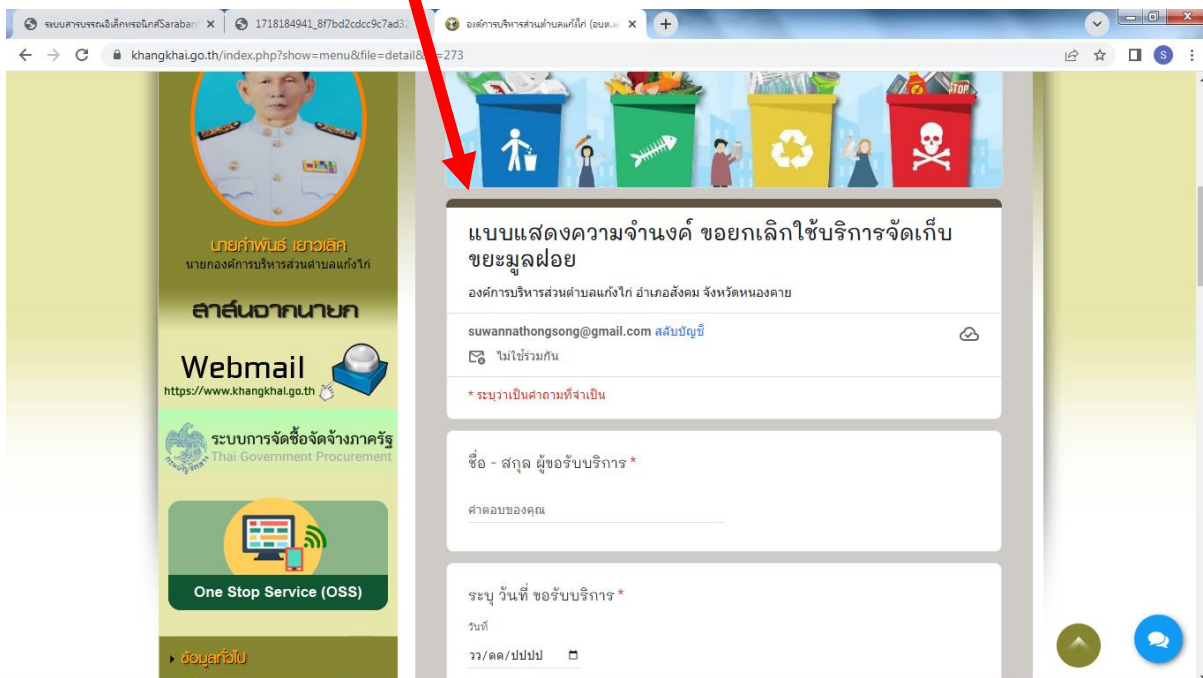 ระบบสารบรรณอิเล็กทรอนิกส์Saraban
1718184941_8f7bd2cdcc9c7ad32
องค์การบริหารส่วนตำบลแก้งไก่ (อบต.แ
khangkhai.go.th/index.php?show=menu&file=detail&
=273
S
STOP
นายคำพันธ์ เยาวเลิศ
นายกองค์การบริหารส่วนตำบลแก้งไก่
สาส์นจากนายก
Webmail
https://www.khangkhai.go.th
ระบบการจัดซื้อจัดจ้างภาครัฐ
Thai Government Procurement
กรมบัญชีกลาง
One Stop Service (OSS)
ข้อมูลทั่วไป
แบบแสดงความจำนงค์ ขอยกเลิกใช้บริการจัดเก็บ
ขยะมูลฝอย
องค์การบริหารส่วนตำบลแก้งไก่ อำเภอสังคม จังหวัดหนองคาย
suwannathongsong@gmail.com สลับบัญชี
ไม่ใช้ร่วมกัน
* ระบุว่าเป็นคำถามที่จำเป็น
ชื่อ - สกุล ผู้ขอรับบริการ *
คำตอบของคุณ
ระบุ วันที่ ขอรับบริการ *
วันที่
วว/ดด/ปปปป